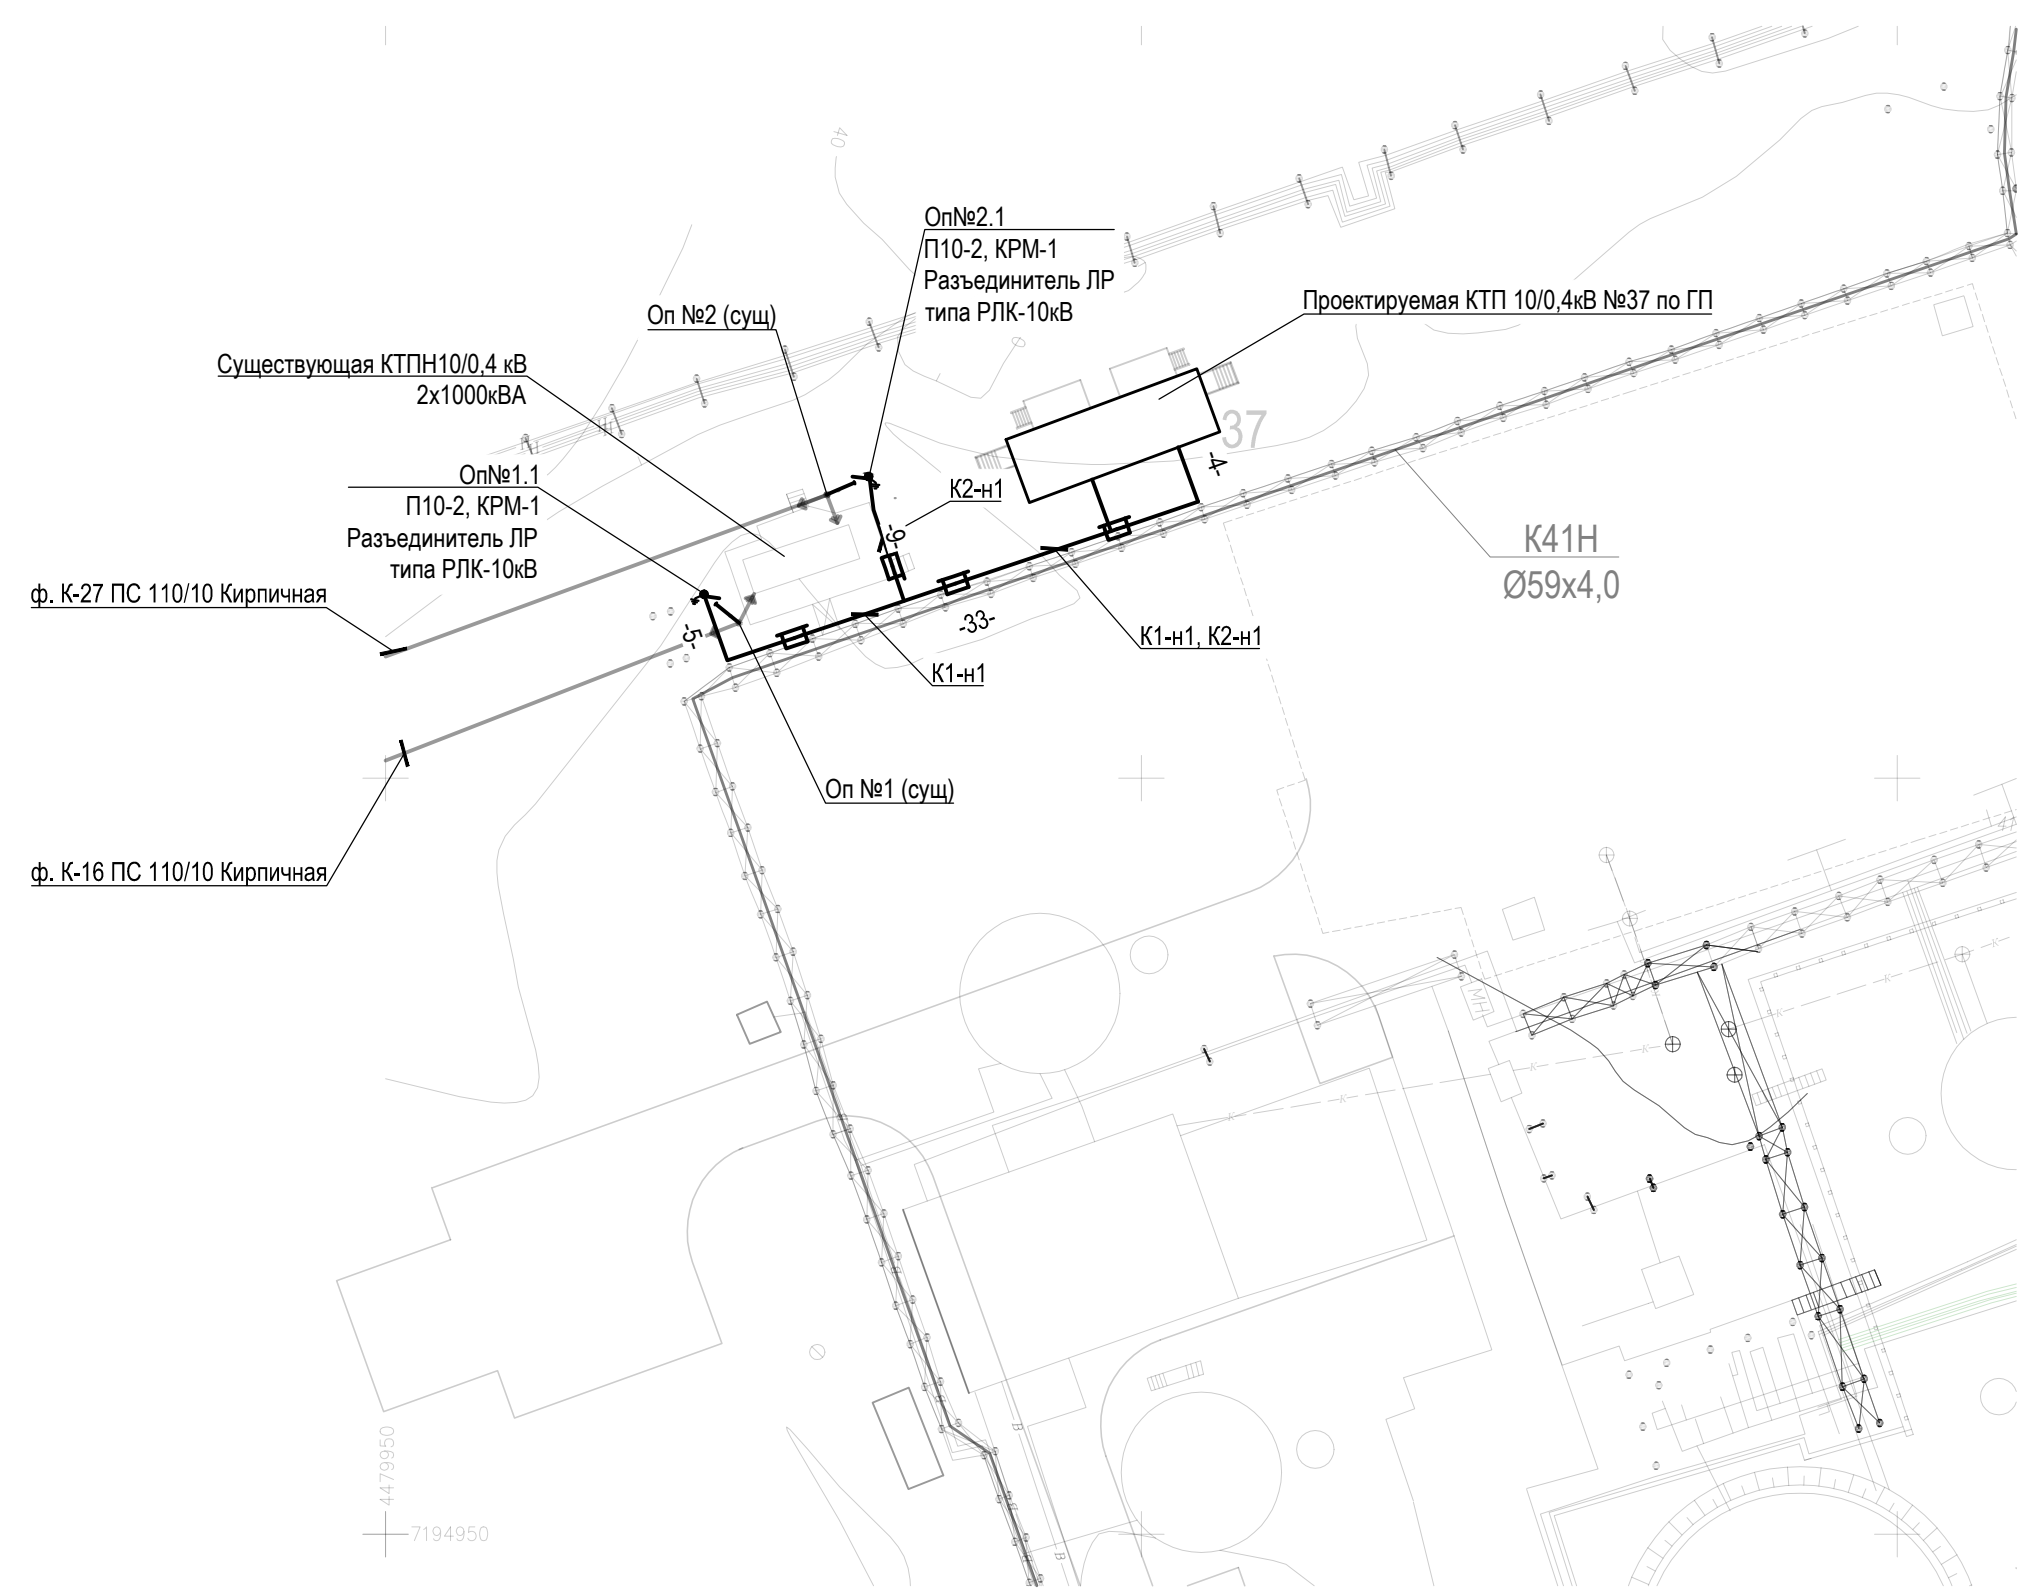 40
Оп№2.1
П10-2, КРМ-1
Разъединитель ЛР
типа РЛК-10кВ
Оп №2 (сущ)
Проектируемая КТП 10/0,4кВ №37 по ГП
Существующая КТПН10/0,4 кВ
2х1000кВА
37
-4-
Оп№1.1
П10-2, КРМ-1
Разъединитель ЛР
типа РЛК-10кВ
К2-н1
-9-
К41Н
Ø59х4,0
ф. К-27 ПС 110/10 Кирпичная
-5-
-33-
К1-н1, К2-н1
К1-н1
Оп №1 (сущ)
ф. К-16 ПС 110/10 Кирпичная
МН
К
К
К
К
К
К
В
В
4479950
7194950